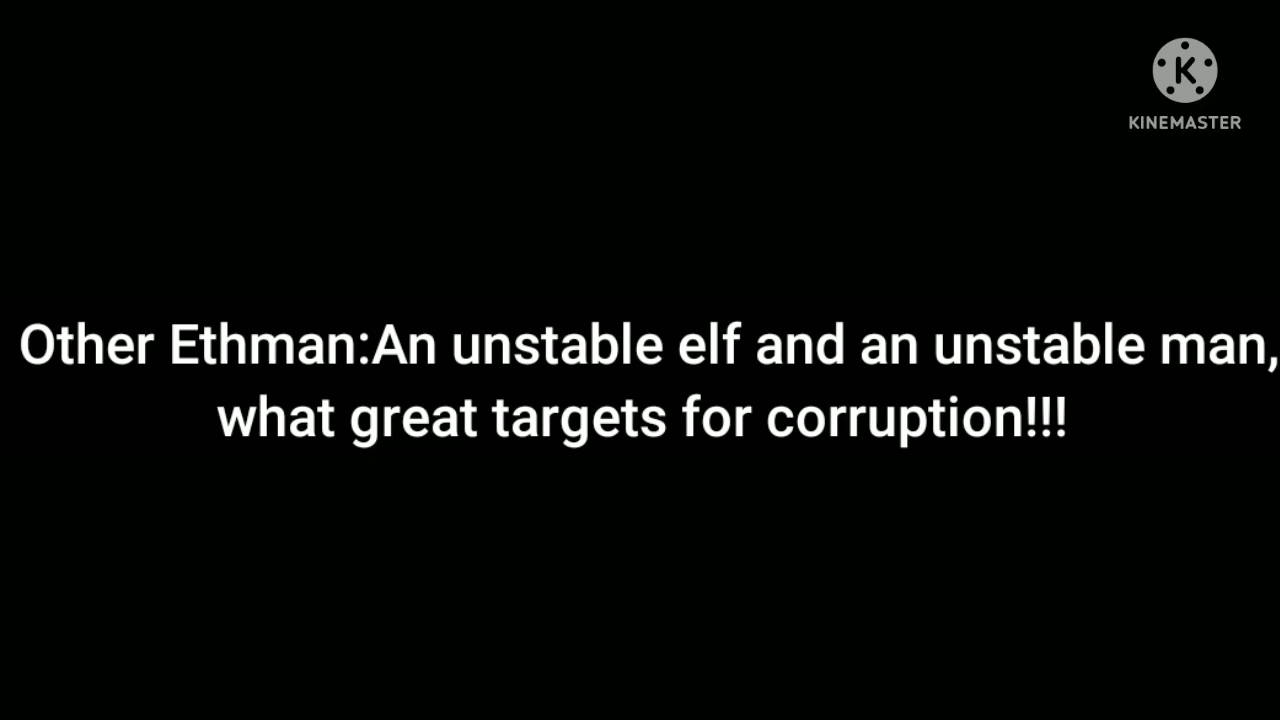 K
KINEMASTER
Other Ethman:An unstable elf and an unstable man,
what great targets for corruption!!!